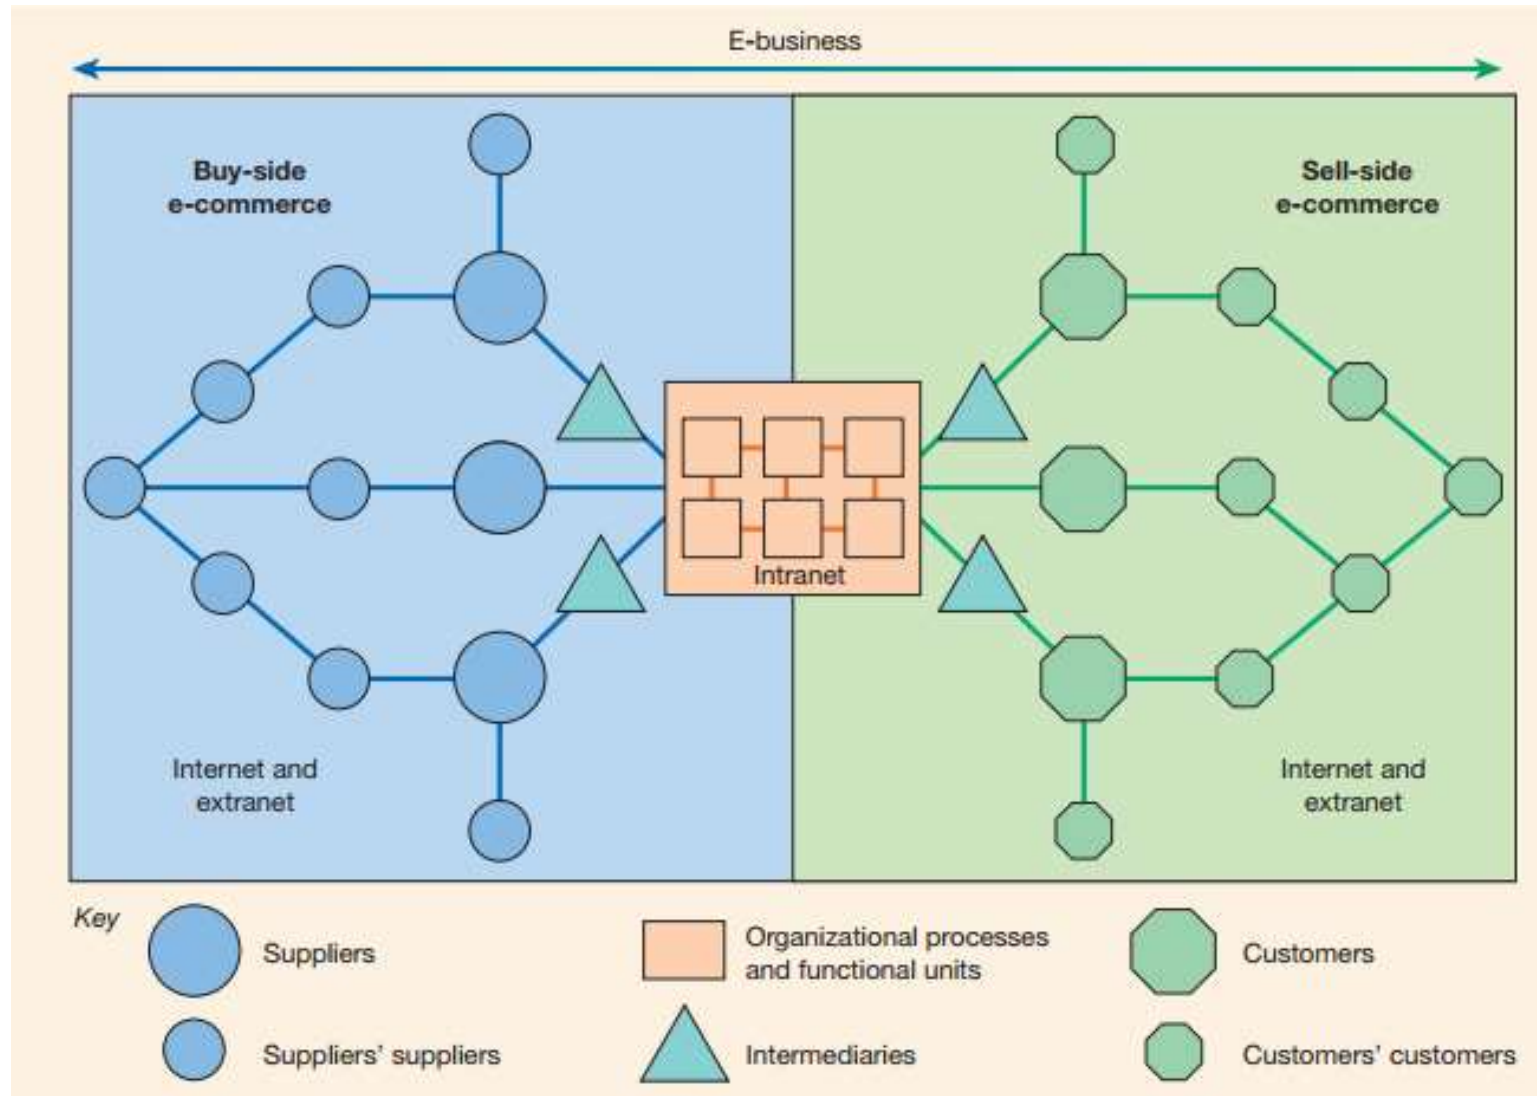 E-business
Buy-side
e-commerce
Sell-side
e-commerce
Intranet
Internet and
extranet
Internet and
extranet
Key
Suppliers
Organizational processes
and functional units
Customers
Suppliers’ suppliers
Intermediaries
Customers’ customers